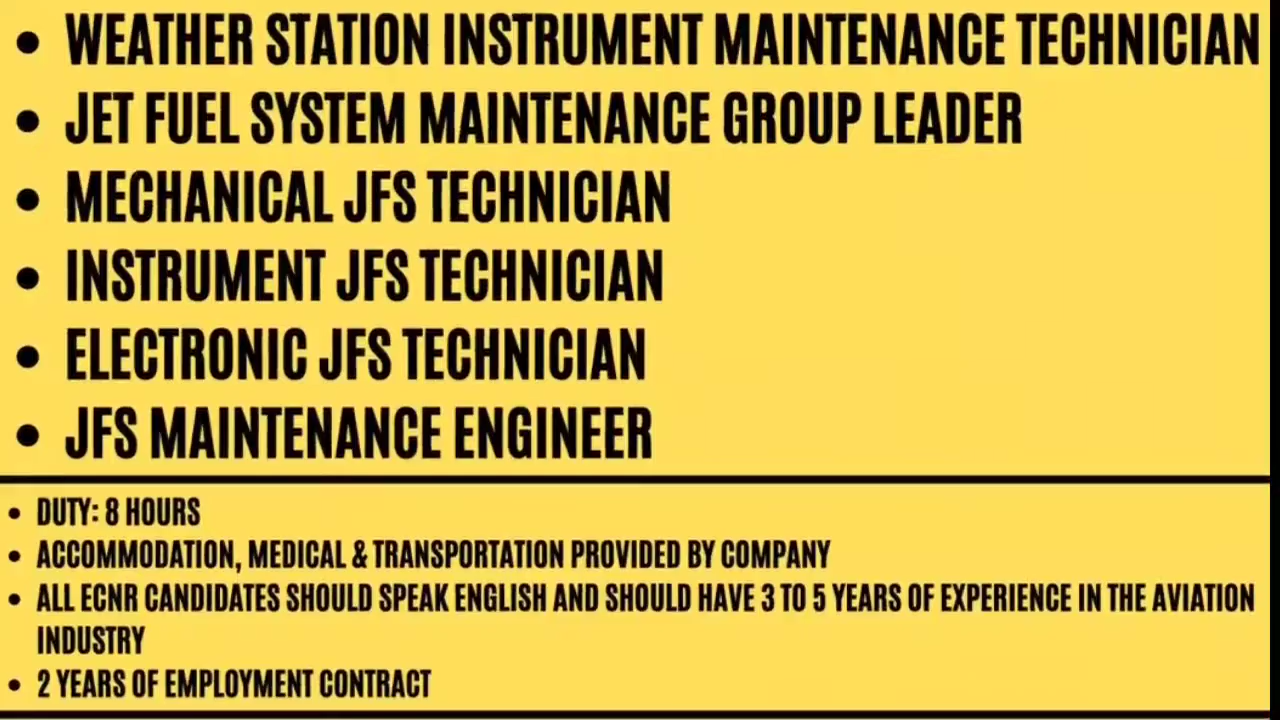 • WEATHER STATION INSTRUMENT MAINTENANCE TECHNICIAN
• JET FUEL SYSTEM MAINTENANCE GROUP LEADER
• MECHANICAL JFS TECHNICIAN
• INSTRUMENT JFS TECHNICIAN
• ELECTRONIC JFS TECHNICIAN
• JFS MAINTENANCE ENGINEER
• DUTY: 8 HOURS
• ACCOMMODATION, MEDICAL & TRANSPORTATION PROVIDED BY COMPANY
• ALL ECNR CANDIDATES SHOULD SPEAK ENGLISH AND SHOULD HAVE 3 TO 5 YEARS OF EXPERIENCE IN THE AVIATION
INDUSTRY
• 2 YEARS OF EMPLOYMENT CONTRACT